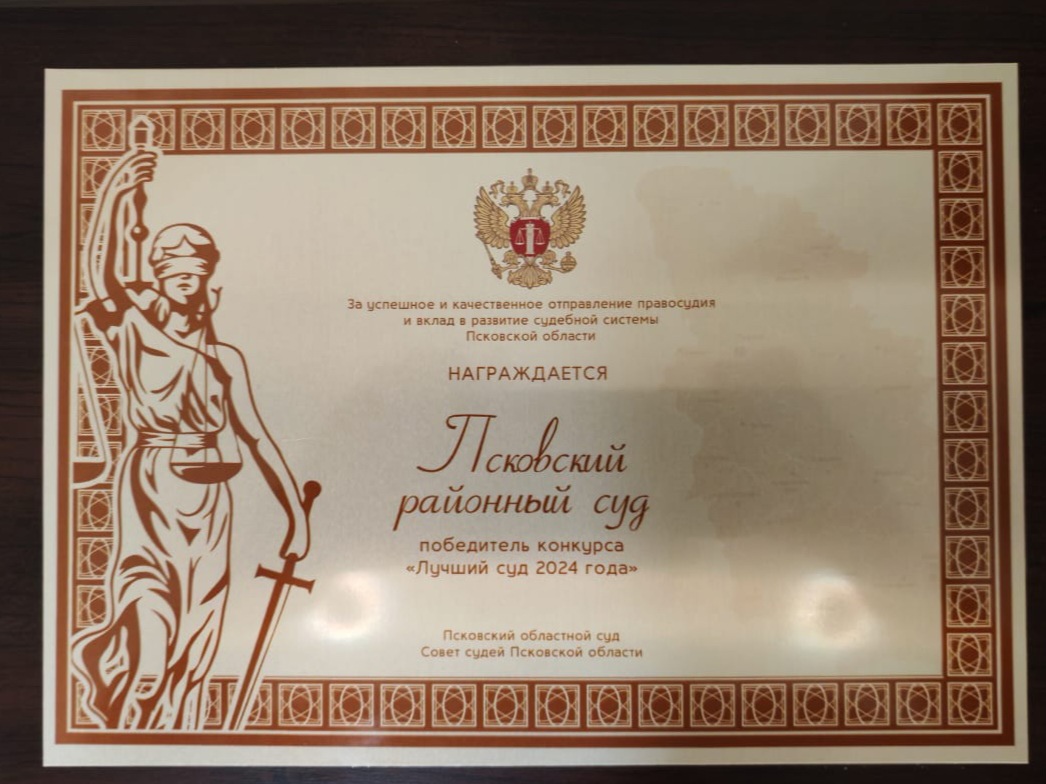 За успешное и качественное отправление правосудия
и вклад в развитие судебной системы
Псковской области
НАГРАЖДАЕТСЯ
Псковский
районный суд
победитель конкурса
«Лучший суд 2024 года»
Псковский областной суд
Совет судей Псковской области